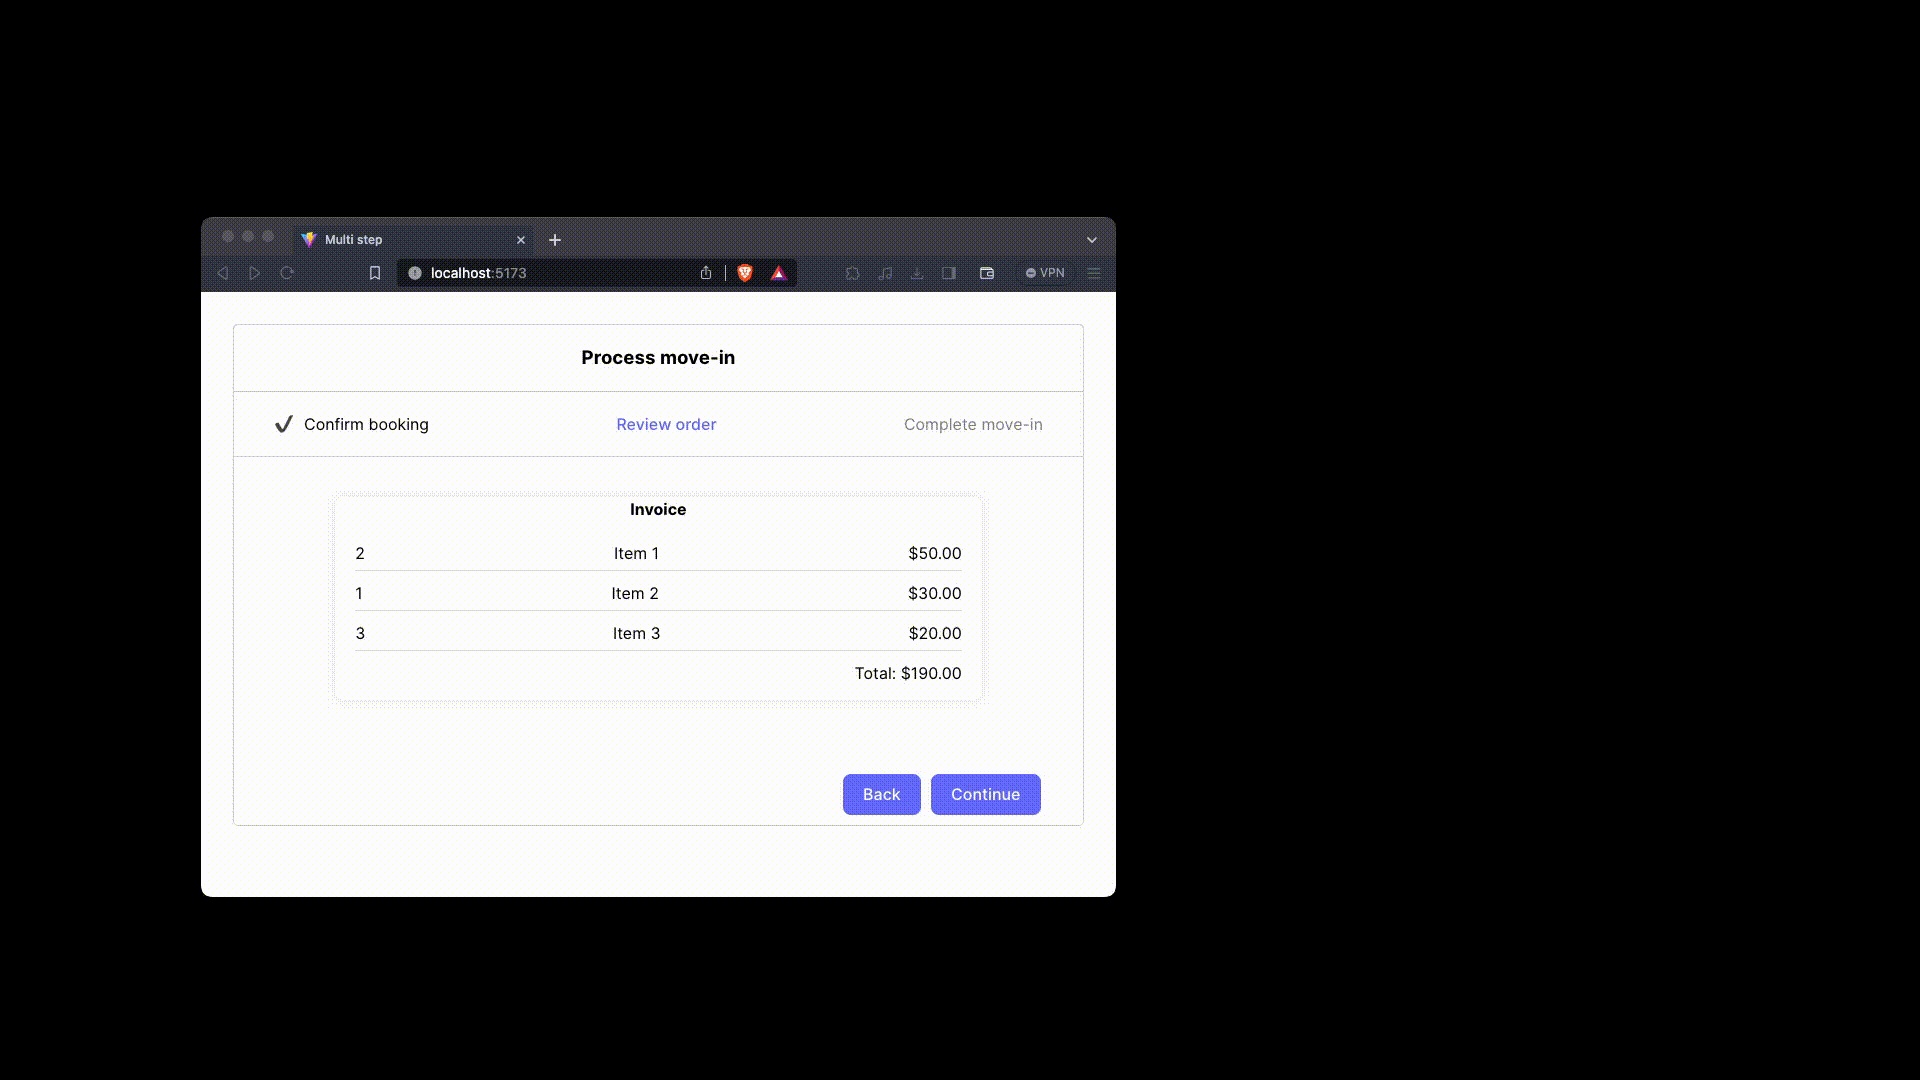 Multi step
localhost:5173
VPN
Process move-in
Confirm booking Review order Complete move-in
Invoice
2 Item 1 $50.00
1 Item 2 $30.00
3 Item 3 $20.00
Total: $190.00
Back Continue